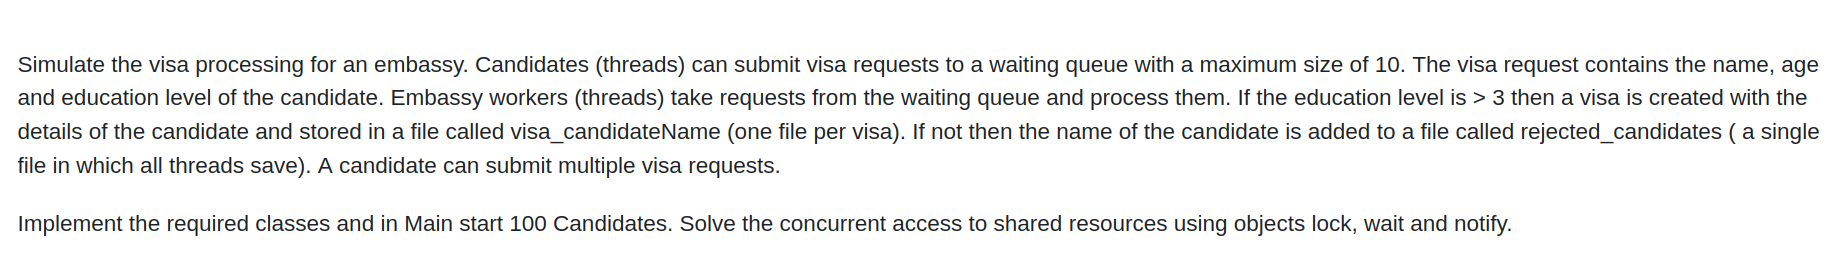 Simulate the visa processing for an embassy. Candidates (threads) can submit visa requests to a waiting queue with a maximum size of 10. The visa request contains the name, age
and education level of the candidate. Embassy workers (threads) take requests from the waiting queue and process them. If the education level is > 3 then a visa is created with the
details of the candidate and stored in a file called visa_candidateName (one file per visa). If not then the name of the candidate is added to a file called rejected_candidates ( a single
file in which all threads save). A candidate can submit multiple visa requests.
Implement the required classes and in Main start 100 Candidates. Solve the concurrent access to shared resources using objects lock, wait and notify.